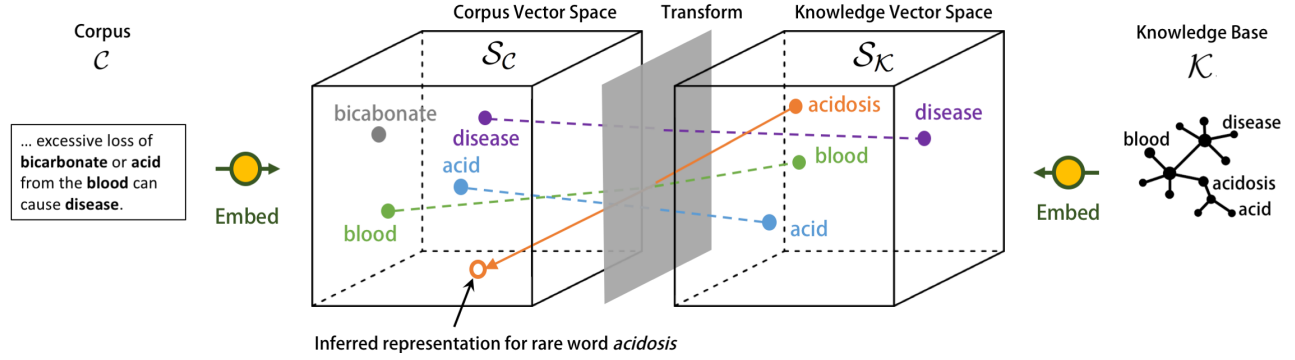 Corpus Vector Space
Transform
Knowledge Vector Space
Corpus
C
Knowledge Base
K
S_C
S_K
bicabonate
disease
acid
blood
acidosis
disease
blood
acid
... excessive loss of
bicarbonate or acid
from the blood can
cause disease.
Embed
Embed
disease
blood
acidosis
acid
Inferred representation for rare word acidosis